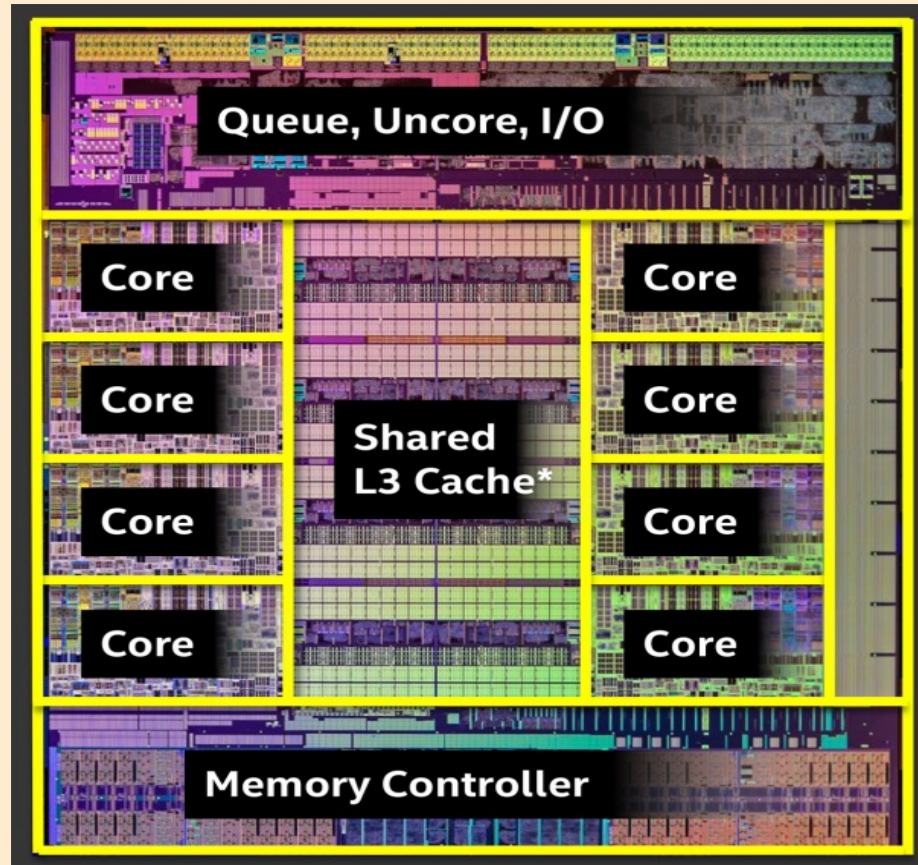 Queue, Uncore, I/O
Core
Core
Core
Core
Shared
L3 Cache*
Core
Core
Core
Core
Memory Controller